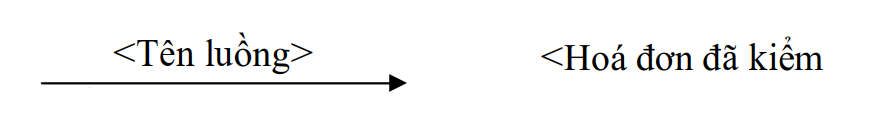 <Tên luồng>
<Hoá đơn đã kiểm